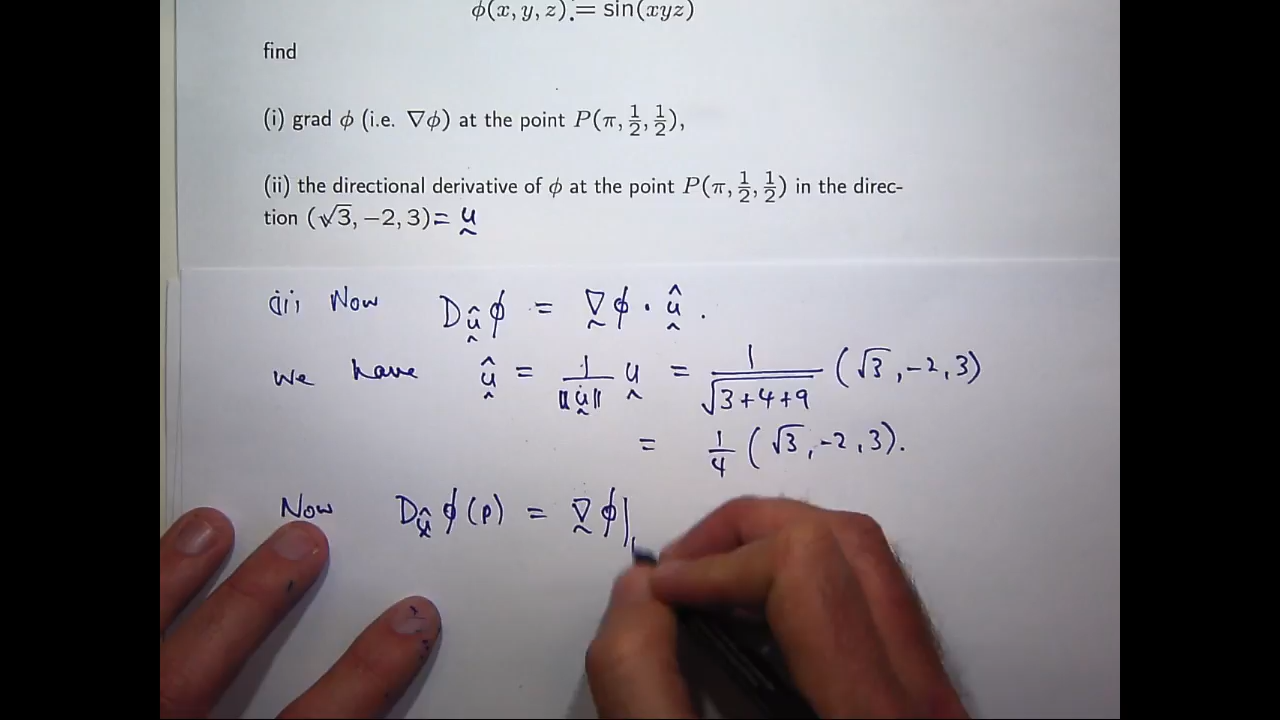 ϕ(x, y, z) := sin(xyz)
find
(i) grad ϕ (i.e. ∇ϕ) at the point P(π, 1/2, 1/2),
(ii) the directional derivative of ϕ at the point P(π, 1/2, 1/2) in the direc-
tion (√3, −2, 3) = u
(ii) Now D_û ϕ = ∇ϕ · û .
We have û = 1/‖u‖ u = 1/√(3+4+9) (√3, −2, 3)
= 1/4 (√3, −2, 3).
Now D_û ϕ(P) = ∇ϕ|